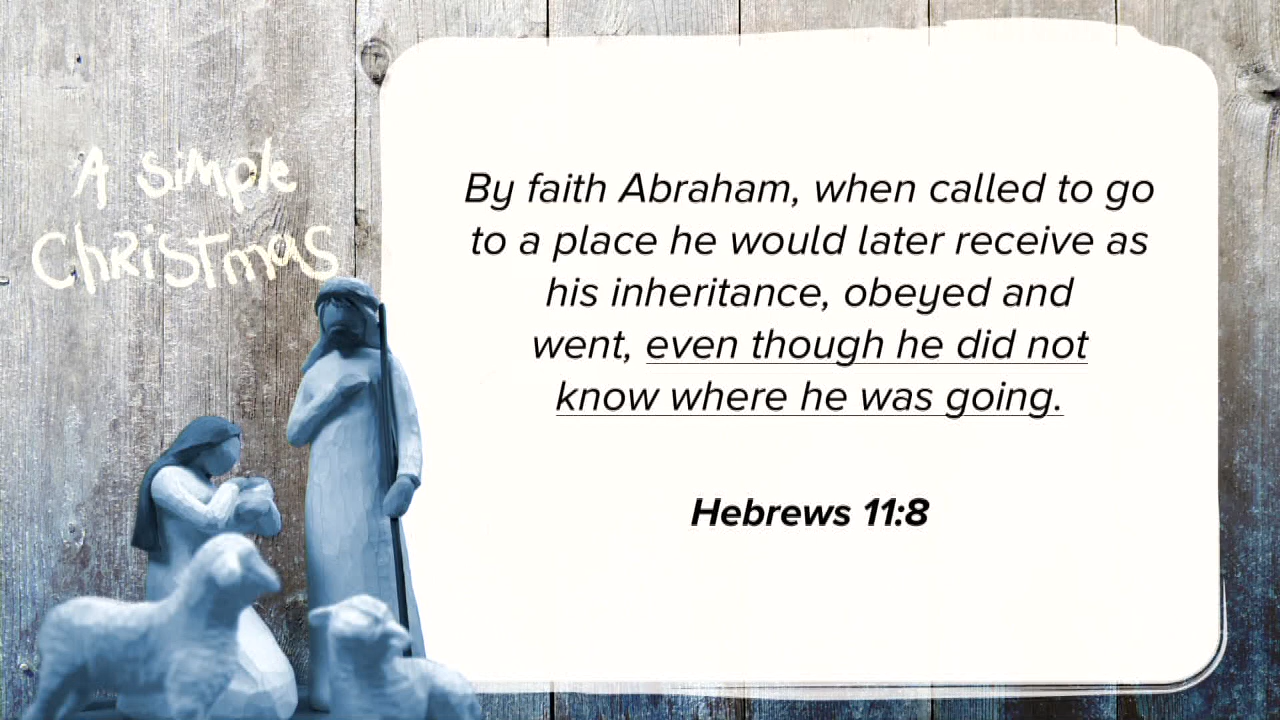 A Simple
Christmas
By faith Abraham, when called to go
to a place he would later receive as
his inheritance, obeyed and
went, even though he did not
know where he was going.
Hebrews 11:8